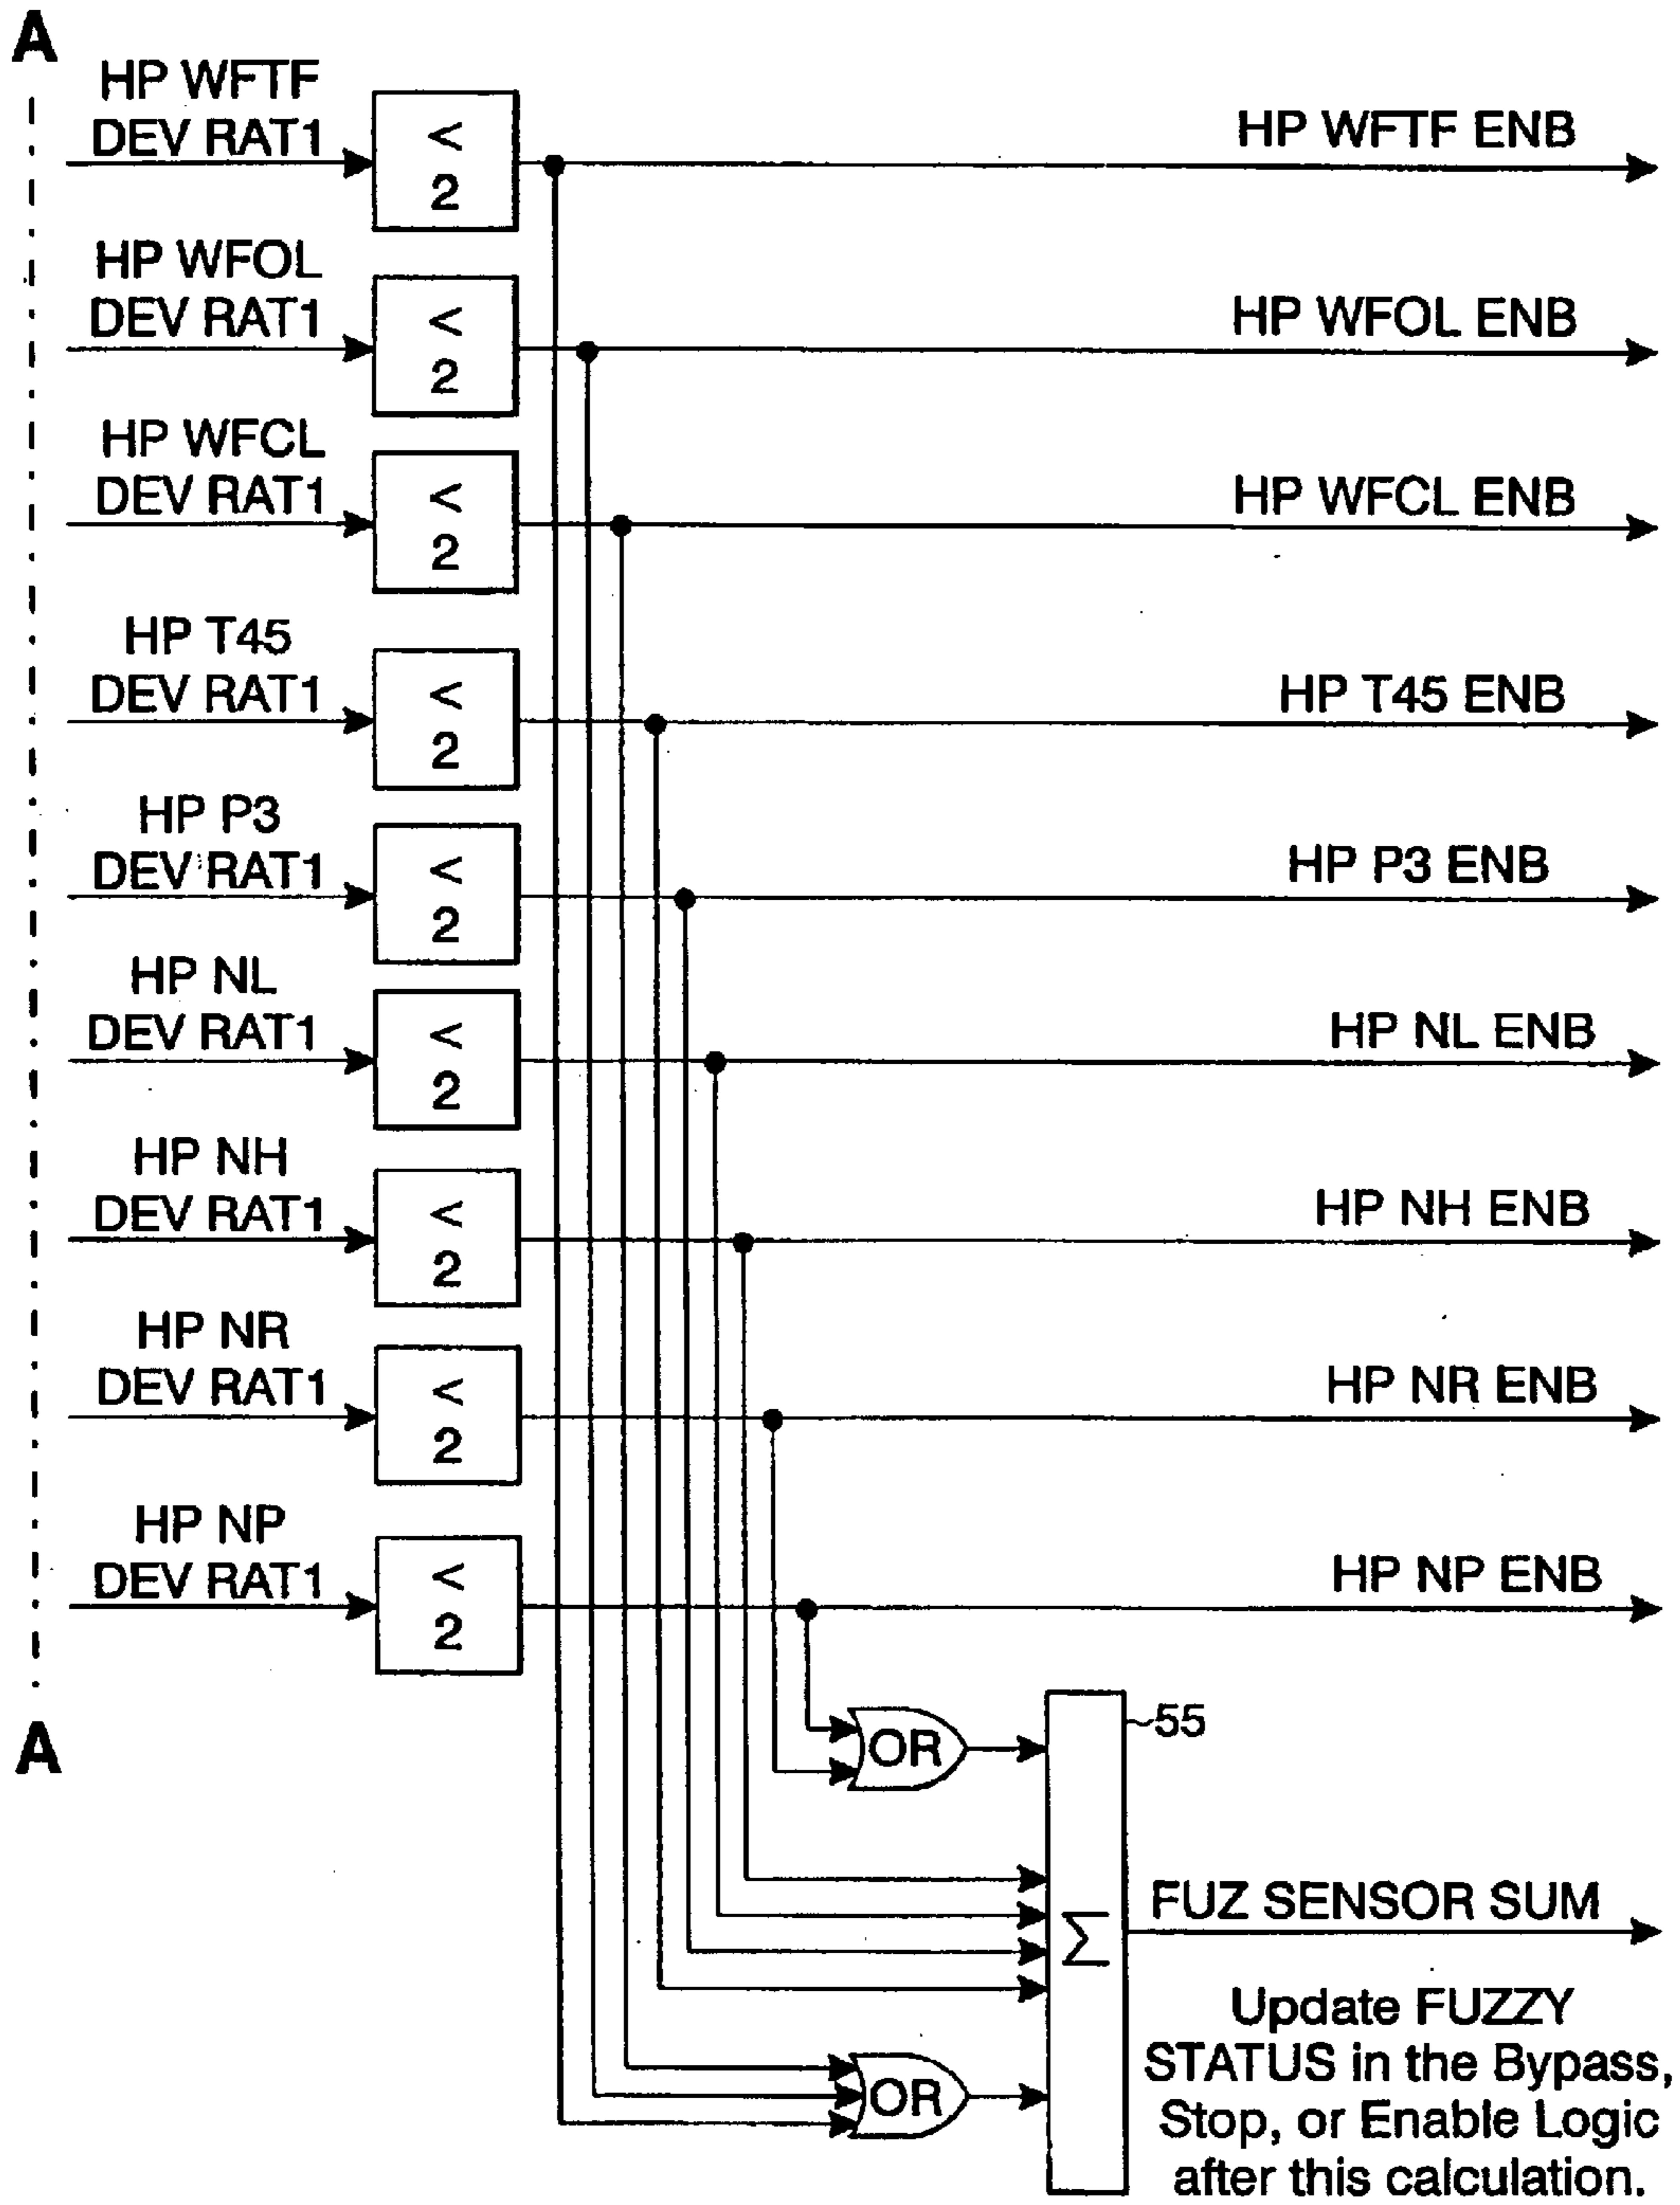 A
HP WFTF
DEV RAT1
<
2
HP WFTF ENB
HP WFOL
DEV RAT1
<
2
HP WFOL ENB
HP WFCL
DEV RAT1
<
2
HP WFCL ENB
HP T45
DEV RAT1
<
2
HP T45 ENB
HP P3
DEV RAT1
<
2
HP P3 ENB
HP NL
DEV RAT1
<
2
HP NL ENB
HP NH
DEV RAT1
<
2
HP NH ENB
HP NR
DEV RAT1
<
2
HP NR ENB
HP NP
DEV RAT1
<
2
HP NP ENB
A
OR
55
Σ
FUZ SENSOR SUM
OR
Update FUZZY
STATUS in the Bypass,
Stop, or Enable Logic
after this calculation.